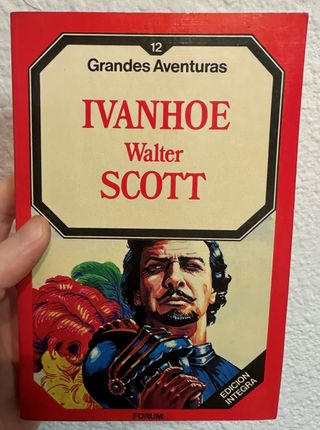 12
Grandes Aventuras
IVANHOE
Walter
SCOTT
EDICION
INTEGRA
FORUM